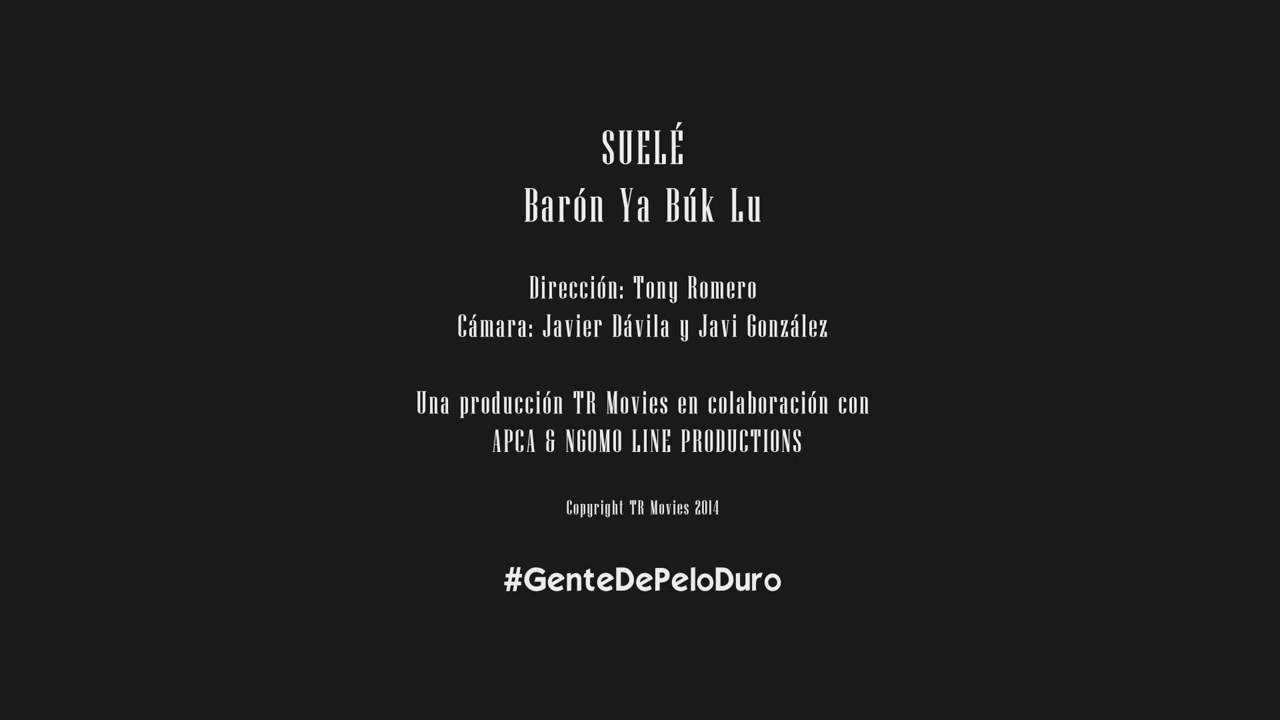 SUELÉ
Barón Ya Búk Lu
Dirección: Tony Romero
Cámara: Javier Dávila y Javi González
Una producción TR Movies en colaboración con
APCA & NGOMO LINE PRODUCTIONS
Copyright TR Movies 2014
#GenteDePeloDuro